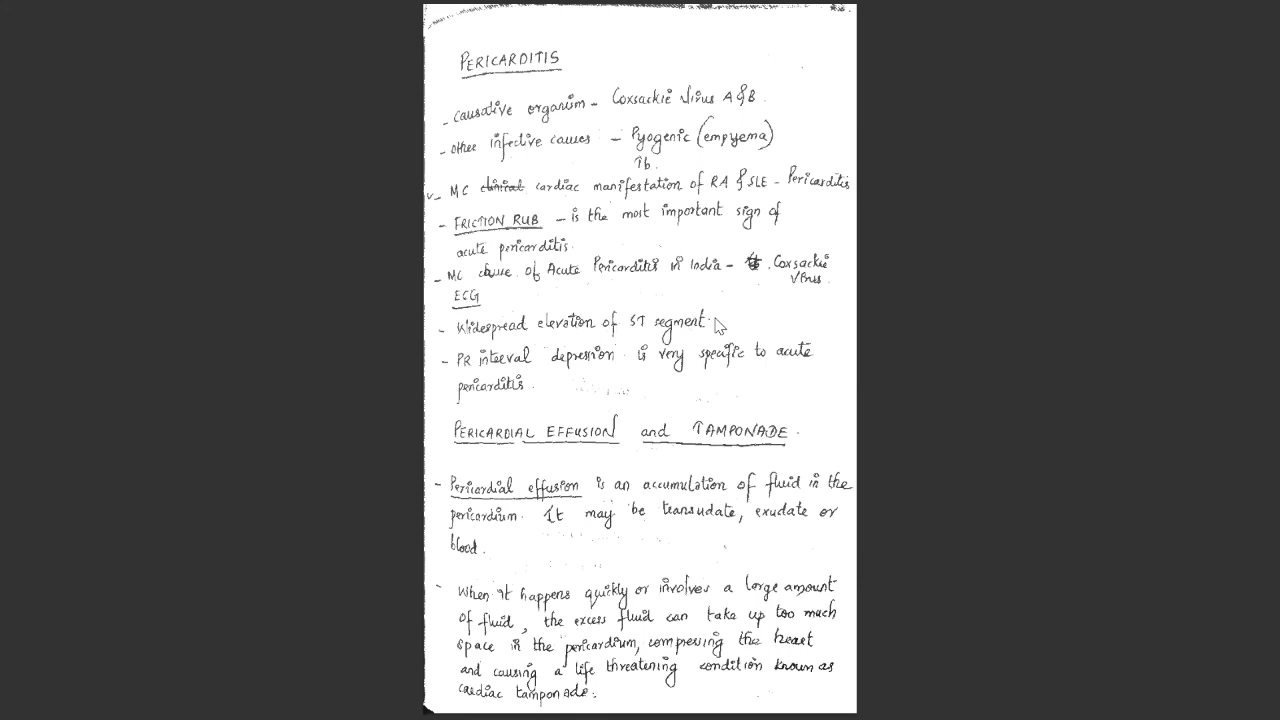 PERICARDITIS
- causative organism - Coxsackie Virus A & B.
- other infective causes - Pyogenic (empyema)
Tb.
- MC clinical cardiac manifestation of RA & SLE - Pericarditis
- FRICTION RUB - is the most important sign of
acute pericarditis.
- MC cause of Acute Pericarditis in India - Coxsackie
Virus.
ECG
- Widespread elevation of ST segment.
- PR interval depression is very specific to acute
pericarditis.
PERICARDIAL EFFUSION and TAMPONADE.
- Pericardial effusion is an accumulation of fluid in the
pericardium. It may be transudate, exudate or
blood.
- When it happens quickly or involves a large amount
of fluid, the excess fluid can take up too much
space in the pericardium, compressing the heart
and causing a life threatening condition known as
cardiac tamponade.